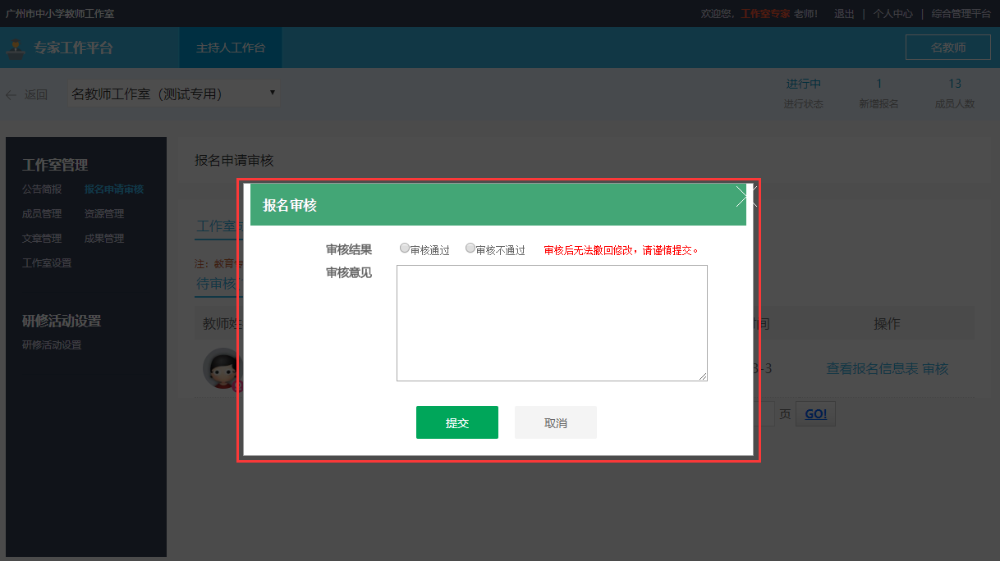 广州市中小学教师工作室
欢迎您，工作室专家 老师！ 退出 | 个人中心 | 综合管理平台
专家工作平台
主持人工作台
名教师
返回
名教师工作室（测试专用）
进行中 1 13
进行状态 新增报名 成员人数
工作室管理
公告简报 报名申请审核
成员管理 资源管理
文章管理 成果管理
工作室设置
研修活动设置
研修活动设置
报名申请审核
工作室
注：教育专
待审核
教师姓
间 操作
3-3 查看报名信息表 审核
页 GO!
报名审核
审核结果 审核通过 审核不通过 审核后无法撤回修改，请谨慎提交。
审核意见
提交 取消